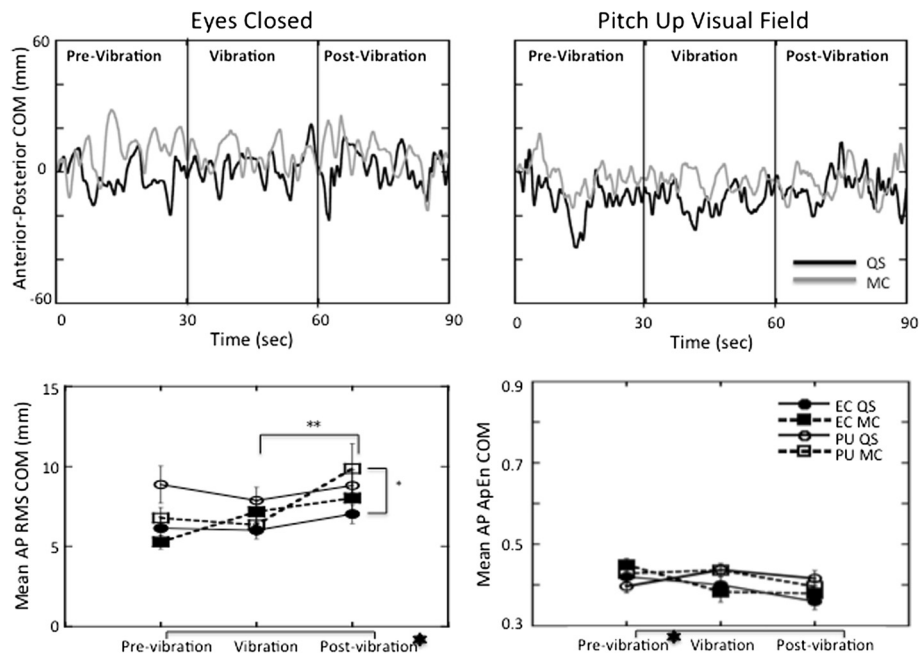 Eyes Closed
Pitch Up Visual Field
60
Pre-Vibration
Vibration
Post-Vibration
Pre-Vibration
Vibration
Post-Vibration
Anterior-Posterior COM (mm)
0
0
QS
MC
-60
0
30
60
90
0
30
60
90
Time (sec)
Time (sec)
15
10
5
0
Mean AP RMS COM (mm)
**
*
Pre-vibration
Vibration
Post-vibration
0.9
0.7
0.5
0.3
Mean AP ApEn COM
EC QS
EC MC
PU QS
PU MC
Pre-vibration
Vibration
Post-vibration